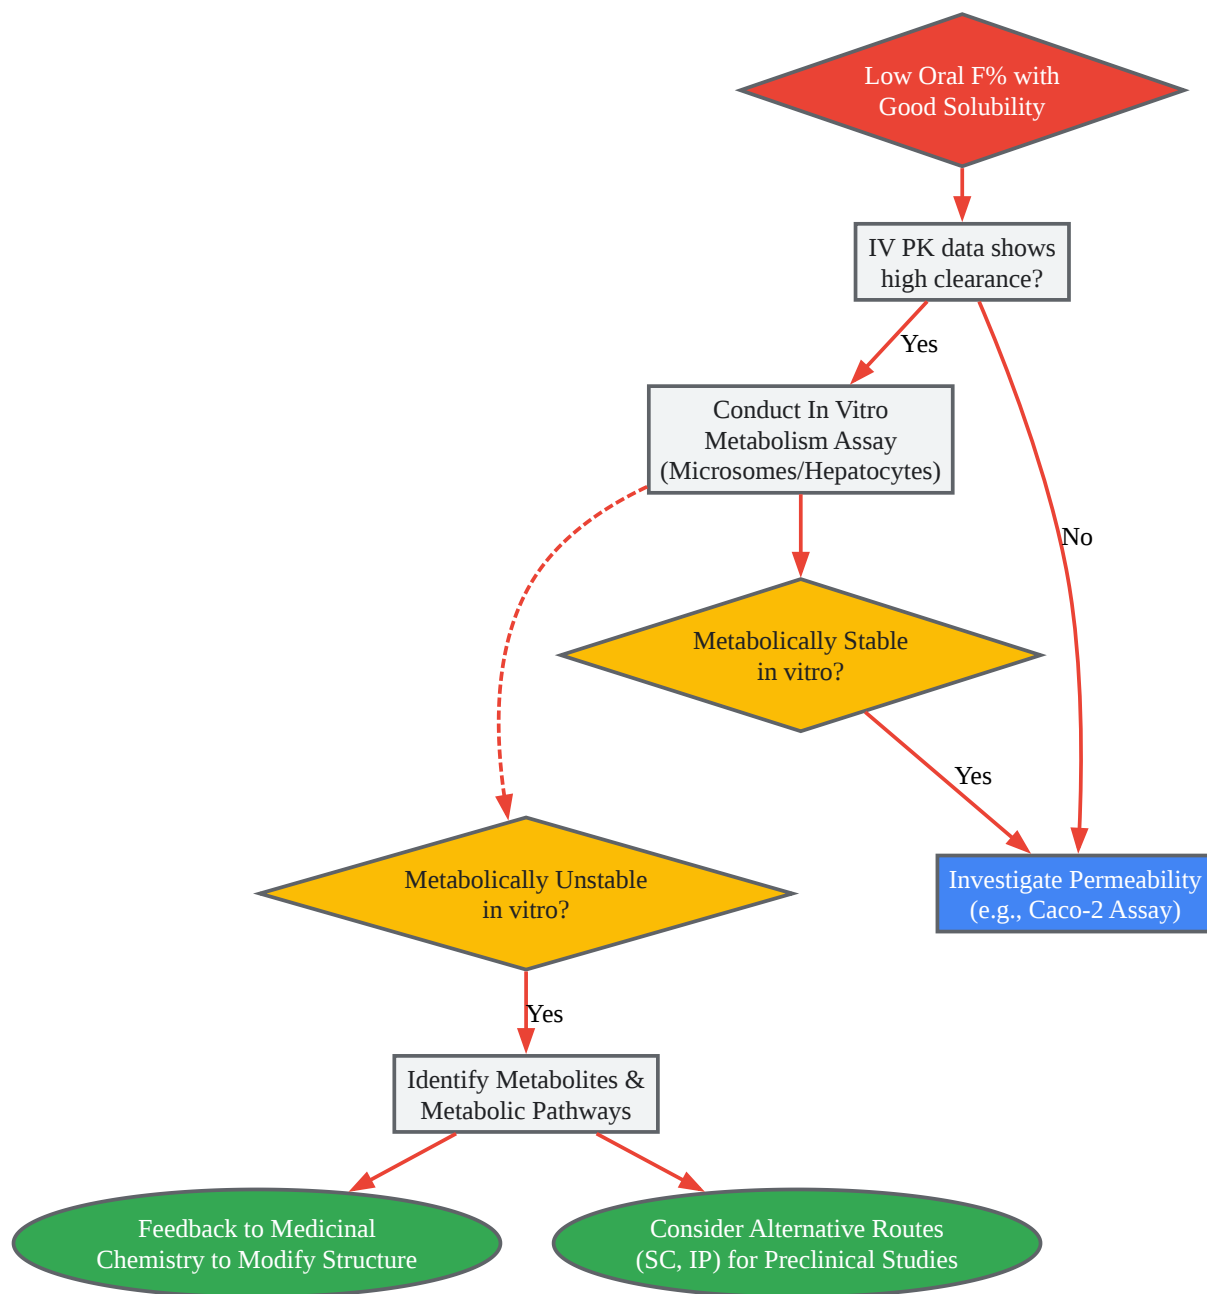 Low Oral F% with
Good Solubility
IV PK data shows
high clearance?
Yes
Conduct In Vitro
Metabolism Assay
(Microsomes/Hepatocytes)
No
Metabolically Stable
in vitro?
Yes
Metabolically Unstable
in vitro?
Investigate Permeability
(e.g., Caco-2 Assay)
Yes
Identify Metabolites &
Metabolic Pathways
Feedback to Medicinal
Chemistry to Modify Structure
Consider Alternative Routes
(SC, IP) for Preclinical Studies